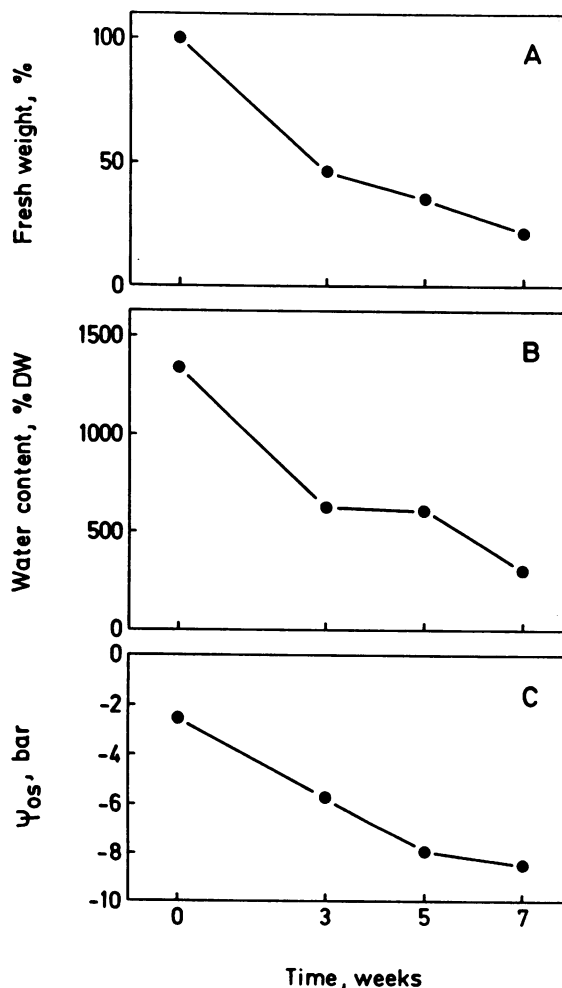 100
50
0
Fresh weight, %
A
1500
1000
500
0
Water content, % DW
B
0
-2
-4
-6
-8
-10
Ψos, bar
C
0 3 5 7
Time, weeks